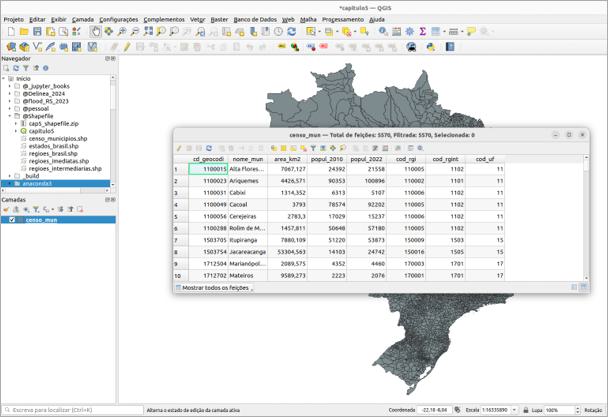 *capitulo5 — QGIS
Projeto Editar Exibir Camada Configurações Complementos Vetor Raster Banco de Dados Web Malha Processamento Ajuda
Navegador
Início
@_jupyter_books
@Delinea_2024
@flood_RS_2023
@pessoal
@Shapefile
cap5_shapefile.zip
capitulo5
censo_municipios.shp
estados_brasil.shp
regioes_brasil.shp
regioes_imediatas.shp
regioes_intermediarias.shp
_build
anaconda3
Camadas
censo_mun
censo_mun — Total de feições: 5570, Filtrada: 5570, Selecionada: 0
cd_geocodi nome_mun area_km2 popul_2010 popul_2022 cod_rgi cod_rgint cod_uf
1 1100015 Alta Flores... 7067,127 24392 21558 110005 1102 11
2 1100023 Ariquemes 4426,571 90353 100896 110002 1101 11
3 1100031 Cabixi 1314,352 6313 5107 110006 1102 11
4 1100049 Cacoal 3793 78574 92202 110005 1102 11
5 1100056 Cerejeiras 2783,3 17029 15237 110006 1102 11
6 1100288 Rolim de M... 1457,811 50648 57180 110005 1102 11
7 1503705 Itupiranga 7880,109 51220 53873 150009 1503 15
8 1503754 Jacareacanga 53304,563 14103 24742 150016 1505 15
9 1712504 Marianópol... 2089,575 4352 4460 170003 1701 17
10 1712702 Mateiros 9589,273 2223 2076 170001 1701 17
Mostrar todos os feições
Escreva para localizar (Ctrl+K) Alterna o estado de edição da camada ativa Coordenada -22,18 -6,04 Escala 1:16335890 Lupa 100% Rotação